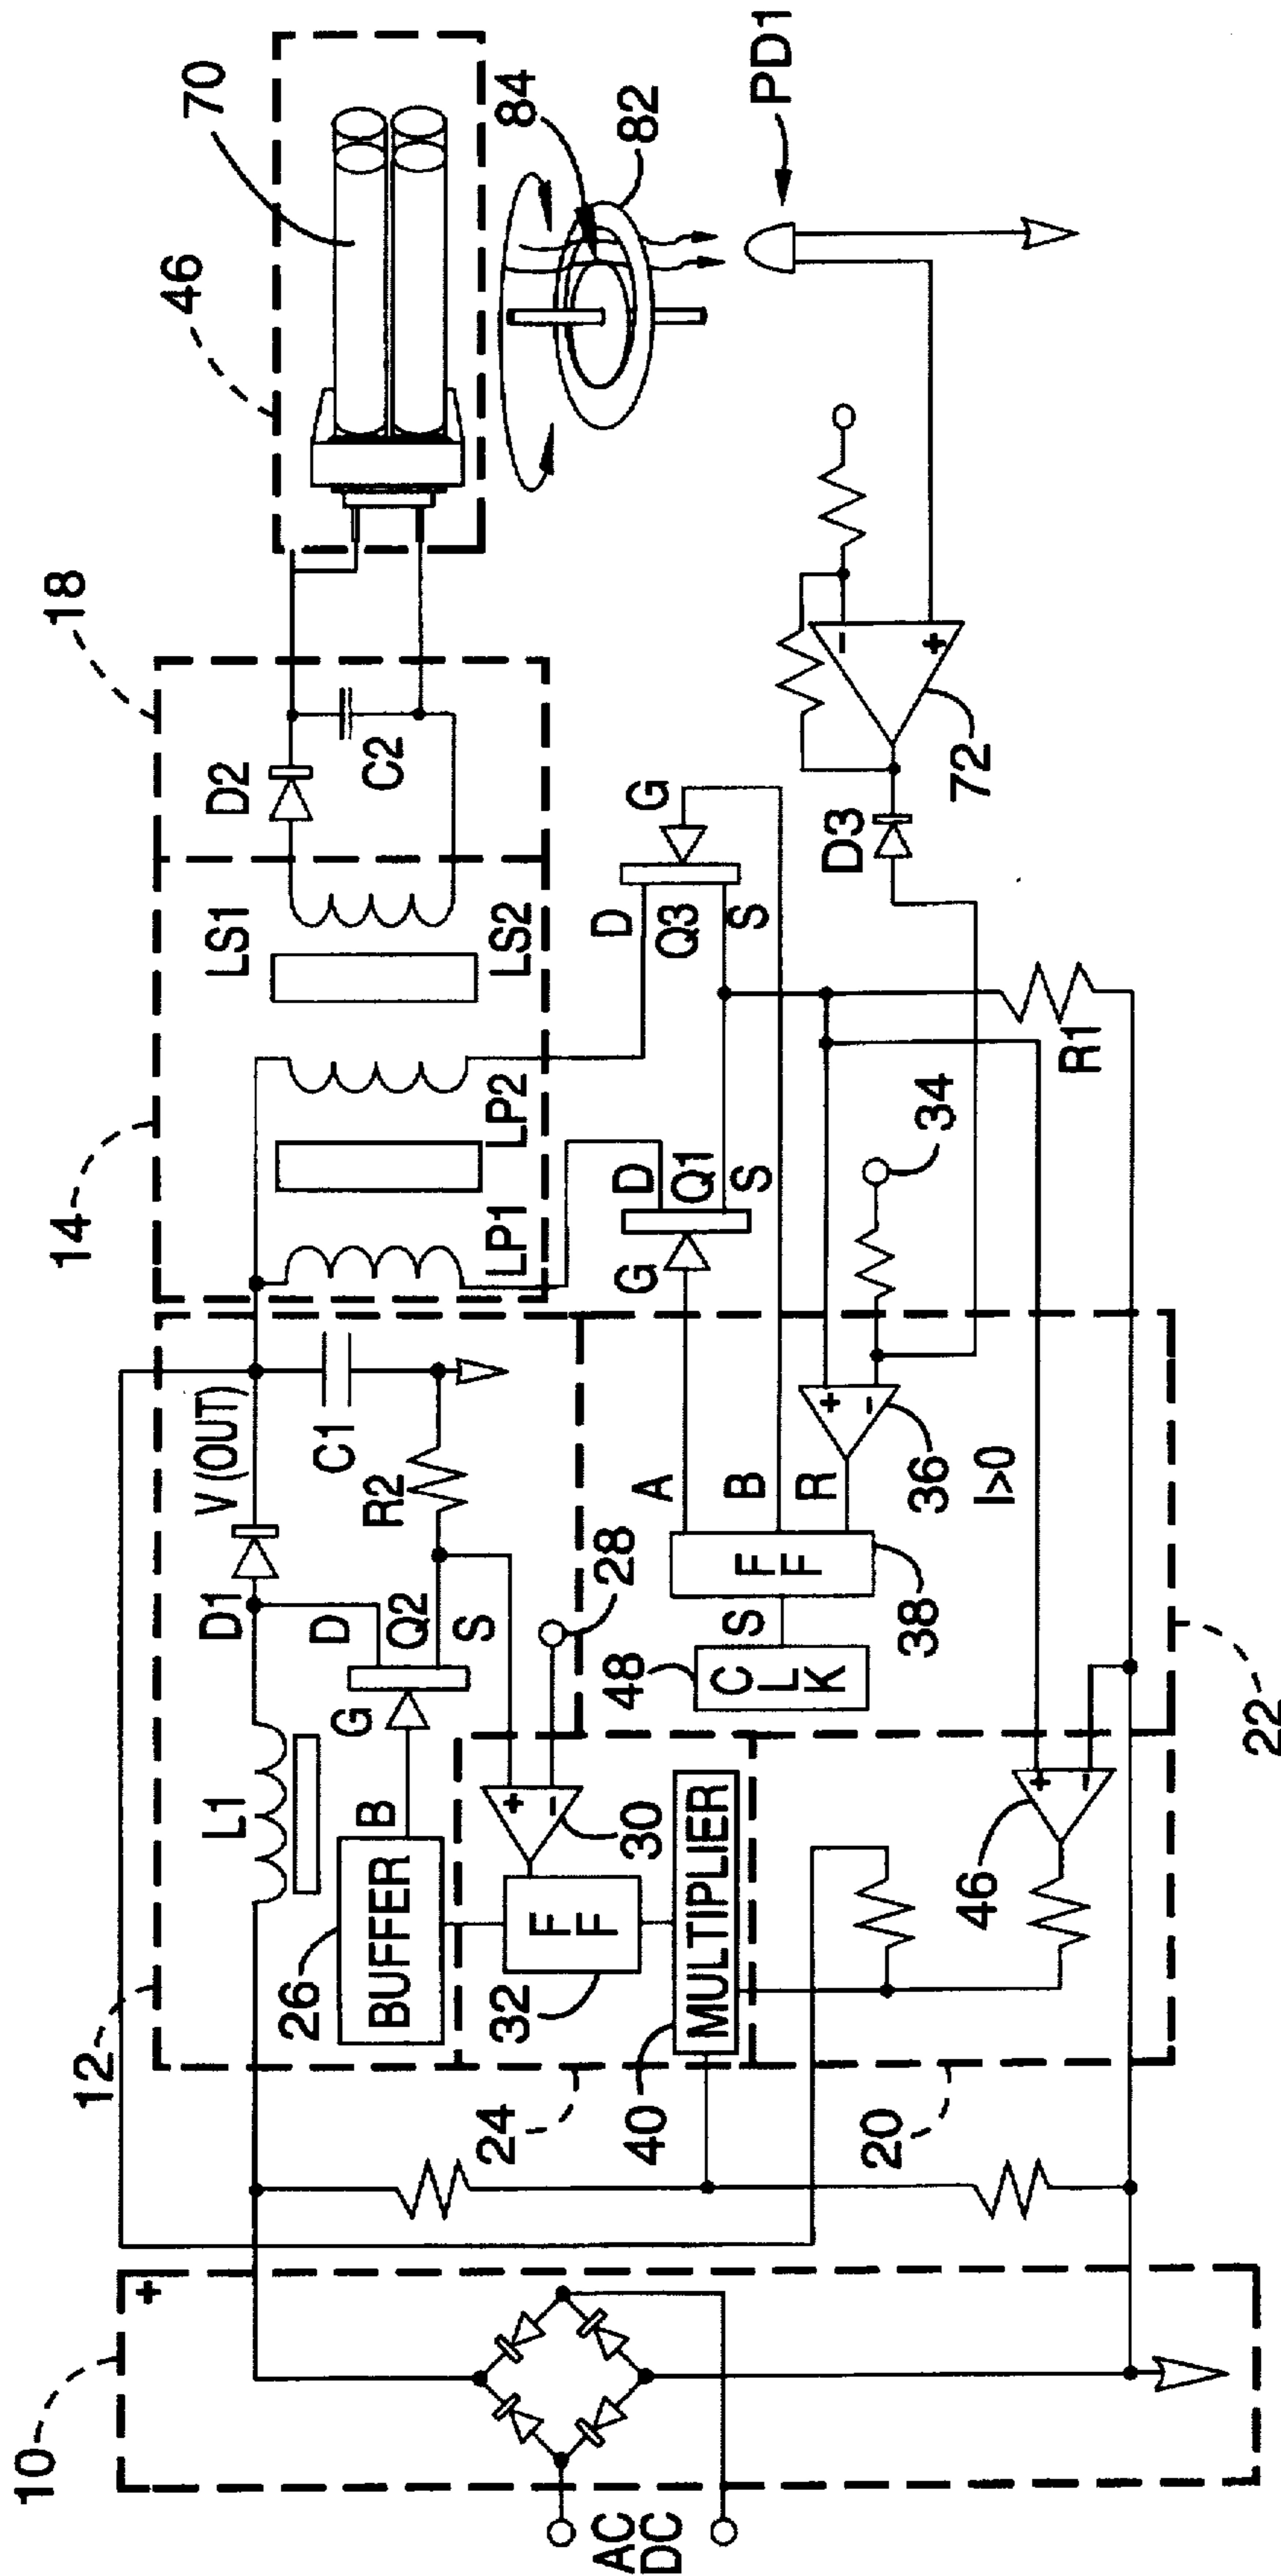 10
+
AC
DC
12
L1
D1
V (OUT)
C1
R2
D
Q2
S
G
B
26
BUFFER
28
+
-
30
FF
32
24
40
MULTIPLIER
20
46
+
-
48
CLK
S
FF
38
A
B
R
+
-
36
I>0
22
34
R1
14
LP1
LP2
LS1
LS2
G
D
Q1
S
D
Q3
S
G
18
D2
C2
46
70
84
82
PD1
-
+
72
D3